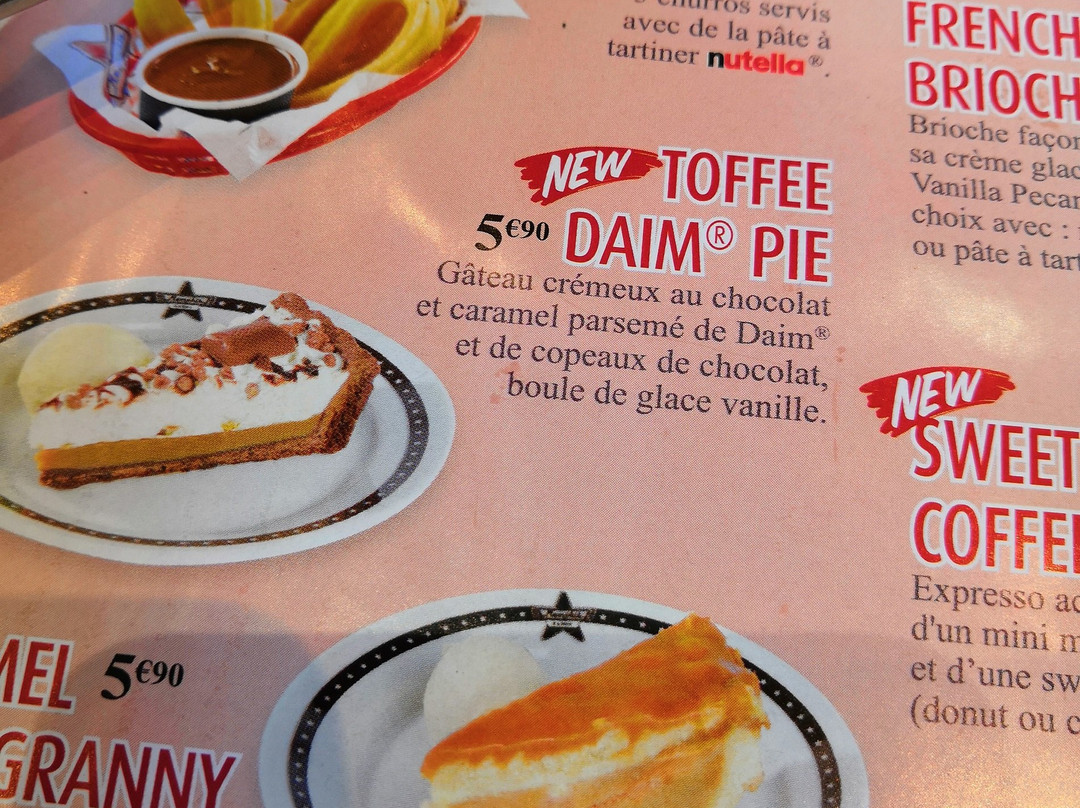 churros servis
avec de la pâte à
tartiner nutella®.
NEW TOFFEE
5€90 DAIM® PIE
Gâteau crémeux au chocolat
et caramel parsemé de Daim®
et de copeaux de chocolat,
boule de glace vanille.
5€90
GRANNY
FRENCH
BRIOCH
Brioche façon
sa crème glac
Vanilla Pecan
choix avec :
ou pâte à tart
NEW
SWEET
COFFEE
Expresso ac
d'un mini m
et d'une sw
(donut ou c